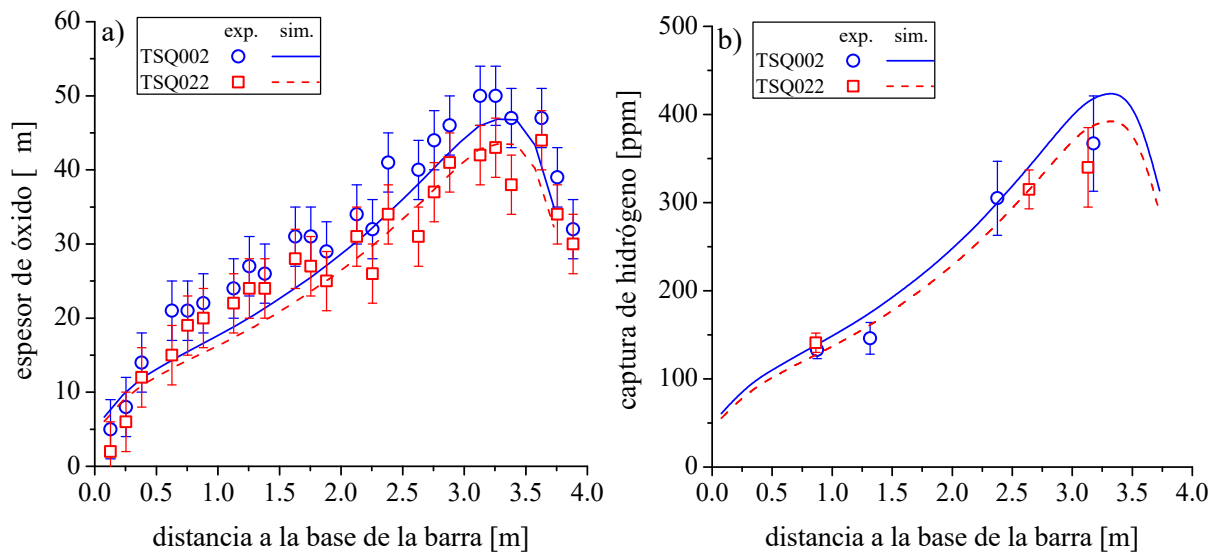 a)
exp. sim.
TSQ002
TSQ022
espesor de óxido [ m]
60
50
40
30
20
10
0
0.0 0.5 1.0 1.5 2.0 2.5 3.0 3.5 4.0
distancia a la base de la barra [m]
b)
exp. sim.
TSQ002
TSQ022
captura de hidrógeno [ppm]
500
400
300
200
100
0
0.0 0.5 1.0 1.5 2.0 2.5 3.0 3.5 4.0
distancia a la base de la barra [m]